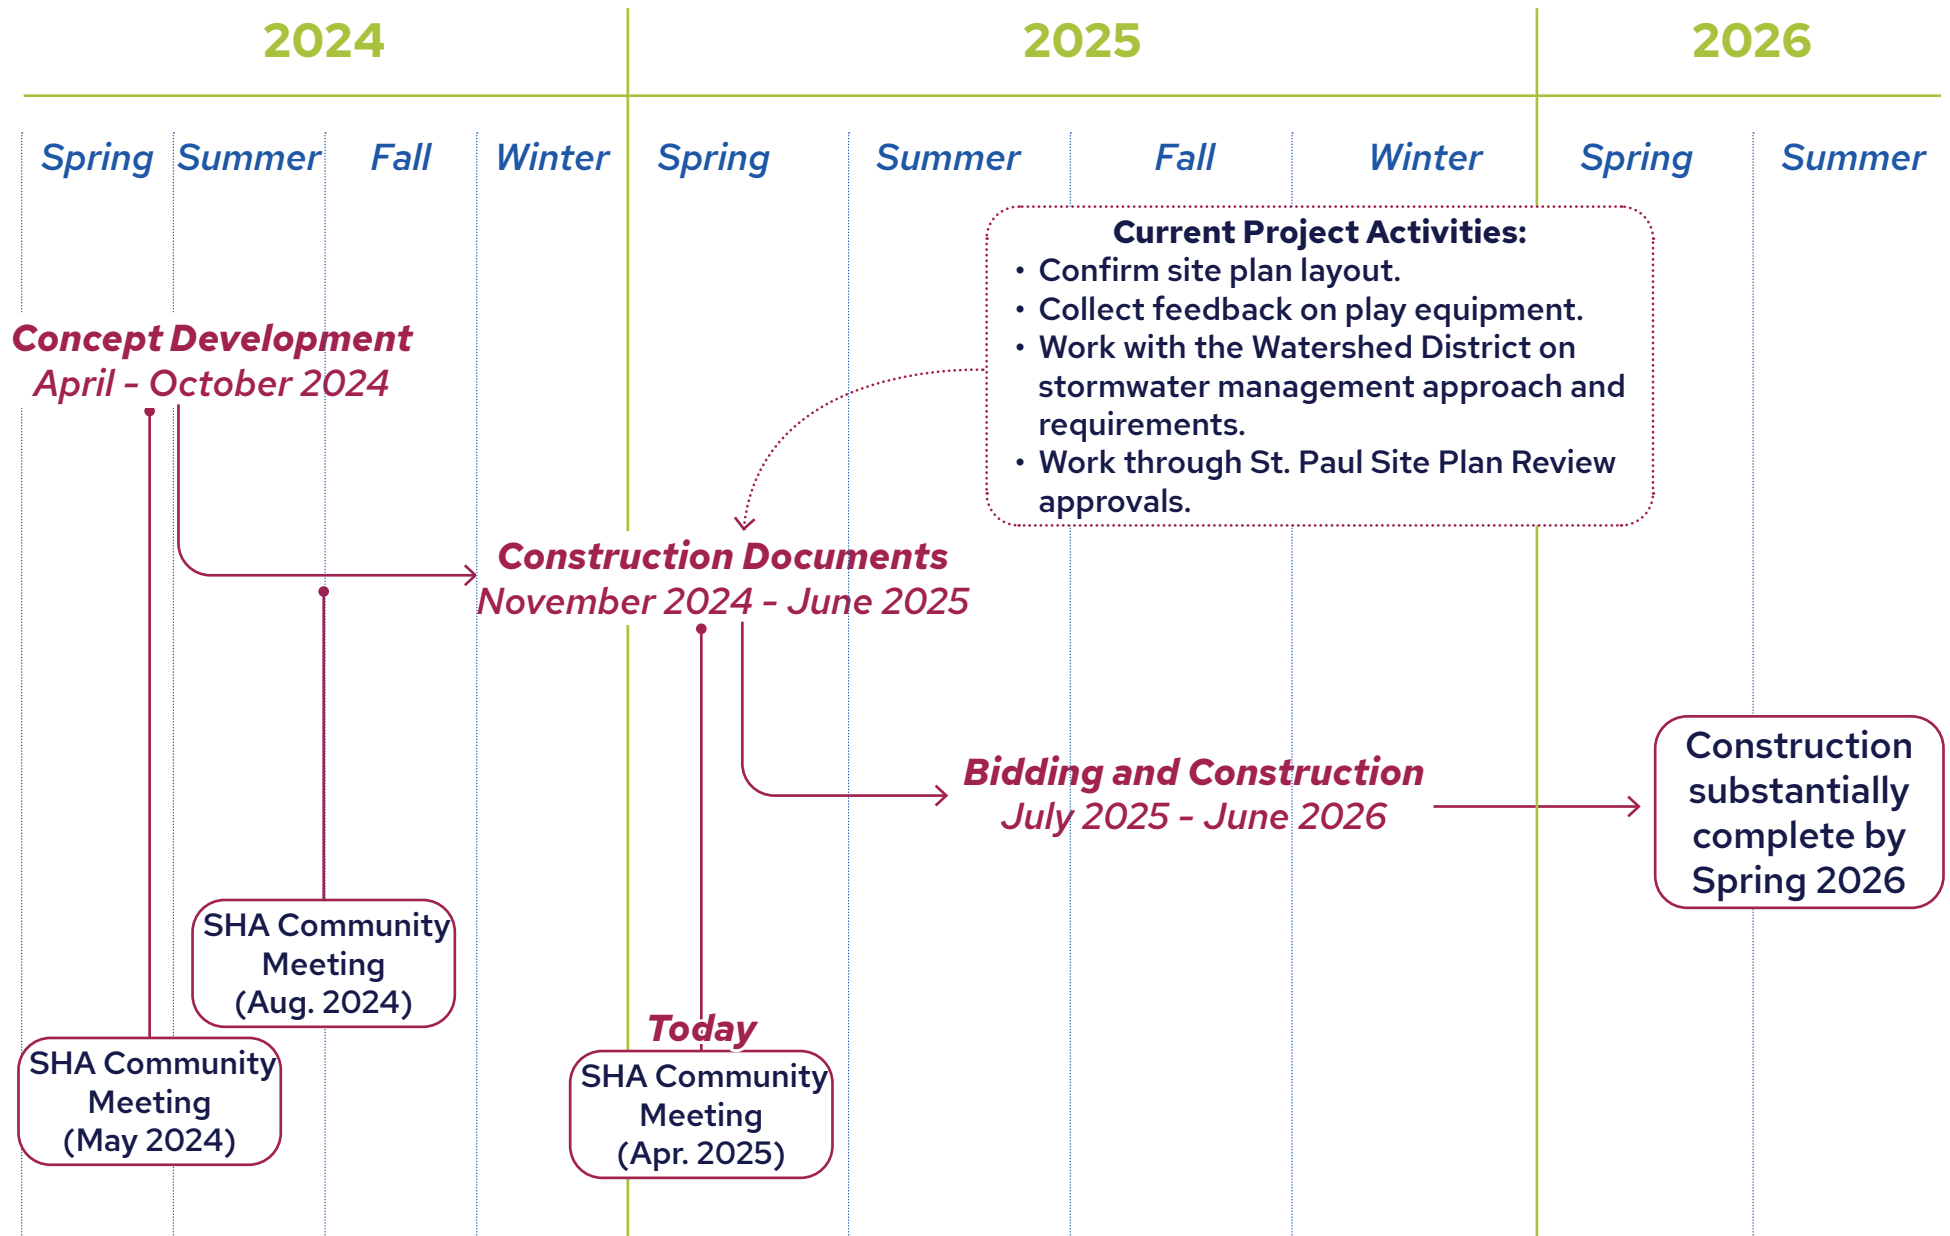 2024
2025
2026
Spring
Summer
Fall
Winter
Spring
Summer
Fall
Winter
Spring
Summer
Current Project Activities:
• Confirm site plan layout.
• Collect feedback on play equipment.
• Work with the Watershed District on
stormwater management approach and
requirements.
• Work through St. Paul Site Plan Review
approvals.
Concept Development
April - October 2024
Construction Documents
November 2024 - June 2025
Bidding and Construction
July 2025 - June 2026
Construction
substantially
complete by
Spring 2026
SHA Community
Meeting
(Aug. 2024)
Today
SHA Community
Meeting
(May 2024)
SHA Community
Meeting
(Apr. 2025)